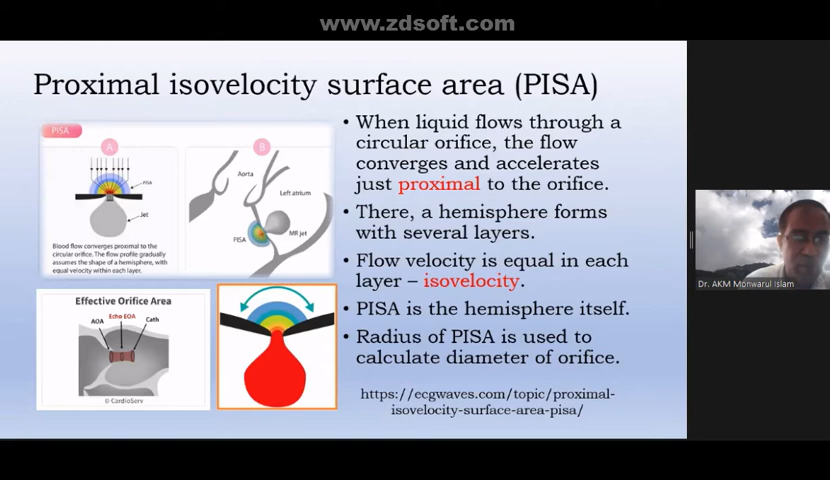 www.zdsoft.com
Proximal isovelocity surface area (PISA)
PISA
A
B
PISA
Jet
Blood flow converges proximal to the
circular orifice. The flow profile gradually
assumes the shape of a hemisphere, with
equal velocity within each layer.
Aorta
Left atrium
PISA
MR jet
Effective Orifice Area
Echo EOA
AOA
Cath
© CardioServ
• When liquid flows through a
circular orifice, the flow
converges and accelerates
just proximal to the orifice.
• There, a hemisphere forms
with several layers.
• Flow velocity is equal in each
layer – isovelocity.
• PISA is the hemisphere itself.
• Radius of PISA is used to
calculate diameter of orifice.
https://ecgwaves.com/topic/proximal-
isovelocity-surface-area-pisa/
Dr. AKM Monwarul Islam